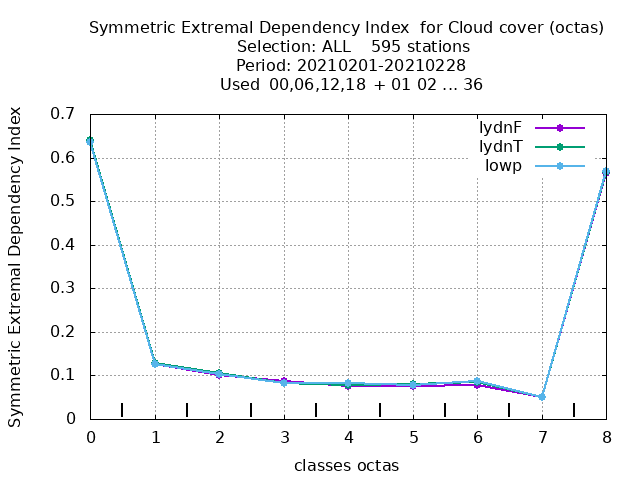 Symmetric Extremal Dependency Index  for Cloud cover (octas)
Selection: ALL    595 stations
Period: 20210201-20210228
Used  00,06,12,18  + 01 02 ... 36
Symmetric Extremal Dependency Index
0.7
0.6
0.5
0.4
0.3
0.2
0.1
0
lydnF
lydnT
lowp
0 1 2 3 4 5 6 7 8
classes octas